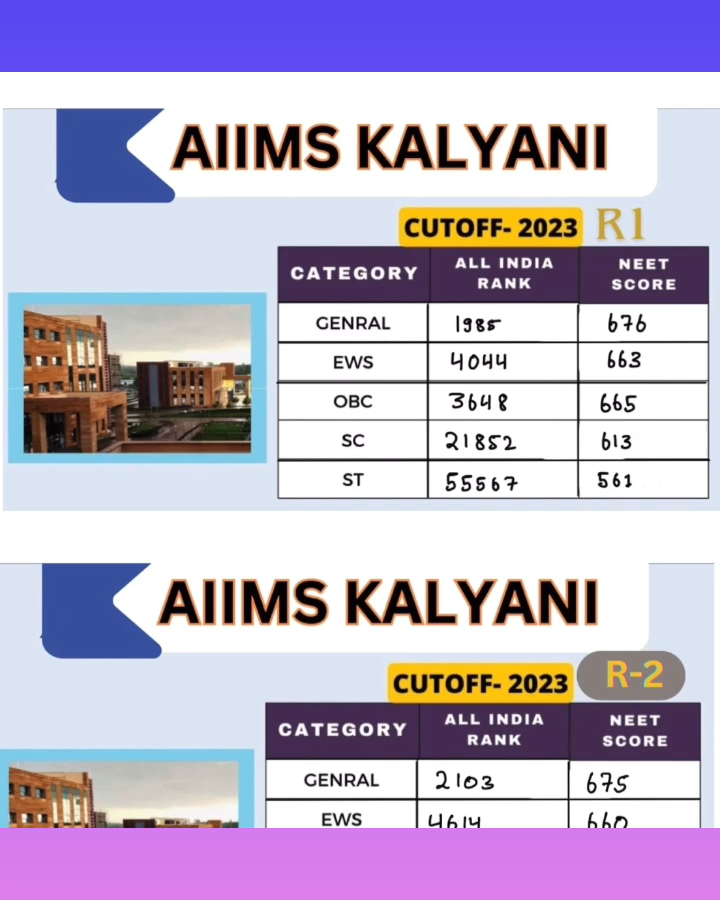 AIIMS KALYANI
CUTOFF- 2023 R1
CATEGORY ALL INDIA RANK NEET SCORE
GENRAL 1985 676
EWS 4044 663
OBC 3648 665
SC 21852 613
ST 55567 561
AIIMS KALYANI
CUTOFF- 2023 R-2
CATEGORY ALL INDIA RANK NEET SCORE
GENRAL 2103 675
EWS 4614 660